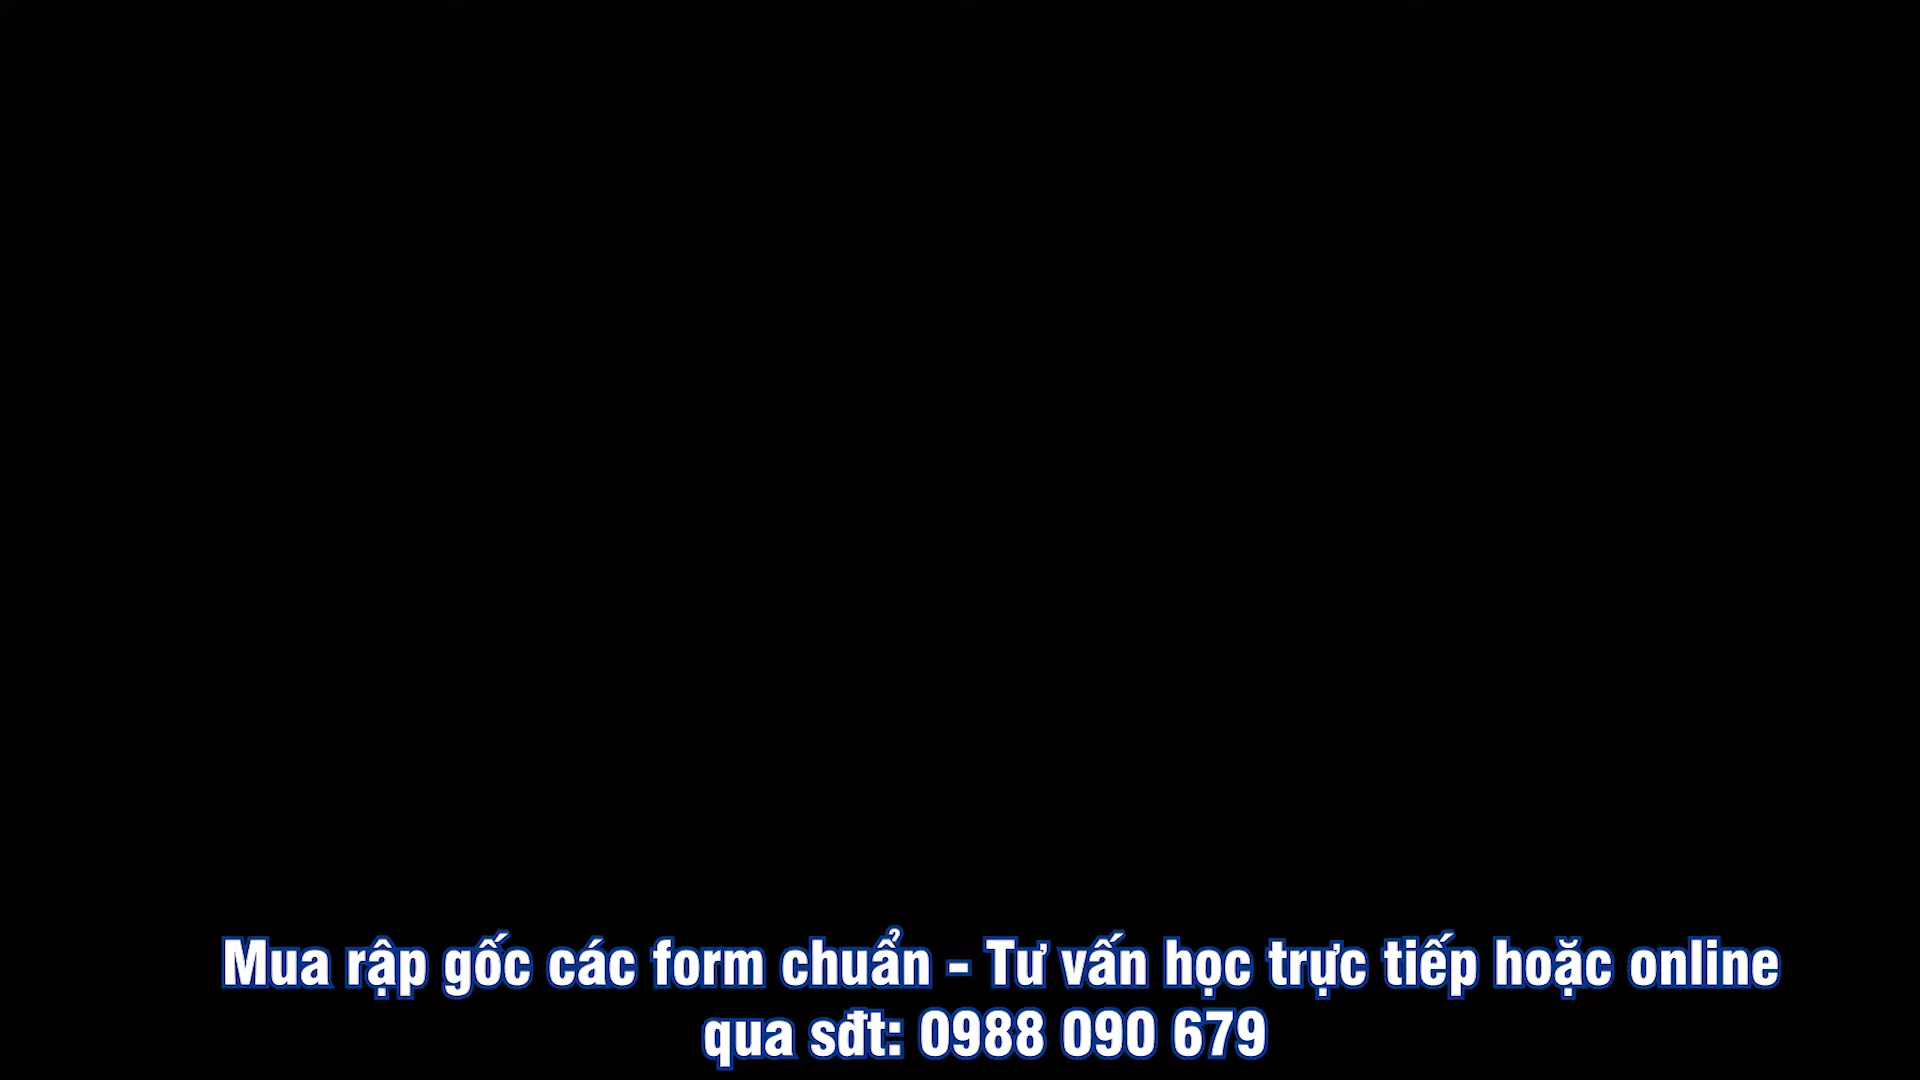 Mua rập gốc các form chuẩn - Tư vấn học trực tiếp hoặc online
qua sđt: 0988 090 679